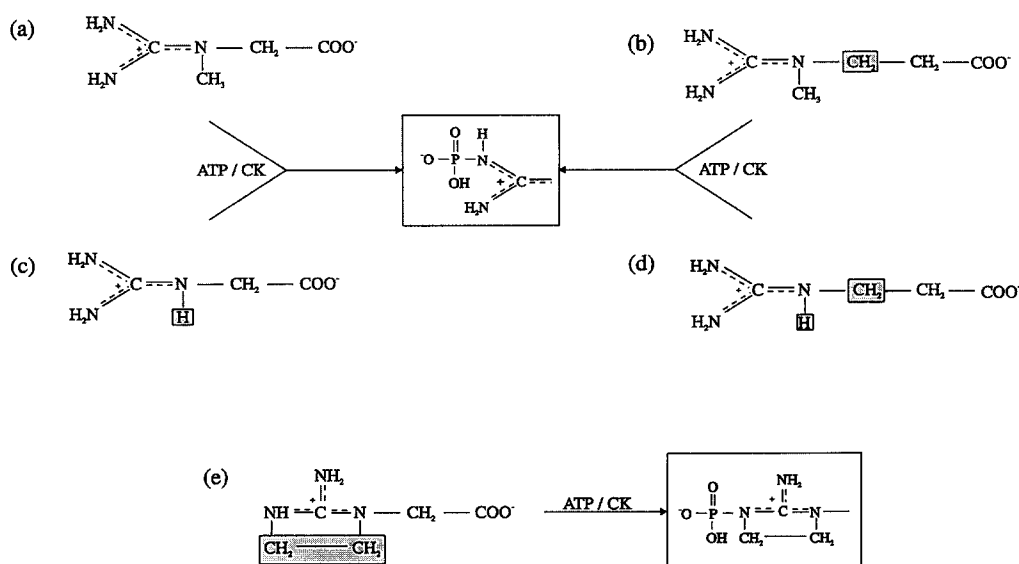 (a)
H₂N
C
+
N
CH₂
COO⁻
H₂N
CH₃
(b)
H₂N
C
+
N
CH₂
CH₂
COO⁻
H₂N
CH₃
ATP / CK
O
H
⁻O
P
N
OH
+
C
H₂N
ATP / CK
(c)
H₂N
C
+
N
CH₂
COO⁻
H₂N
H
(d)
H₂N
C
+
N
CH₂
CH₂
COO⁻
H₂N
H
(e)
NH₂
+
NH
C
N
CH₂
COO⁻
CH₂
CH₂
ATP / CK
O
NH₂
+
⁻O
P
N
C
N
OH
CH₂
CH₂